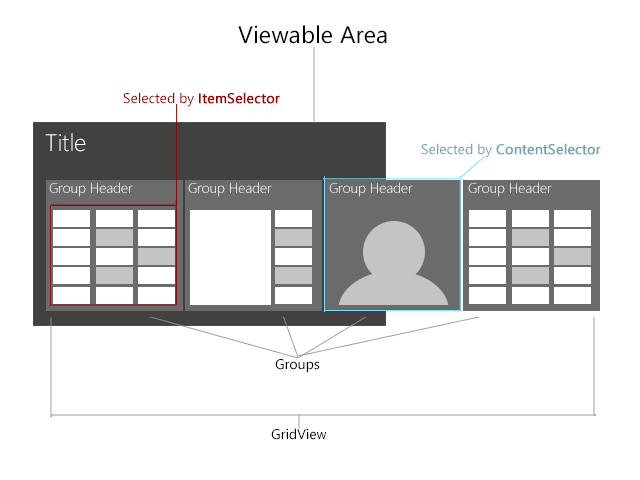 Viewable Area
Selected by ItemSelector
Title
Selected by ContentSelector
Group Header
Group Header
Group Header
Group Header
Groups
GridView